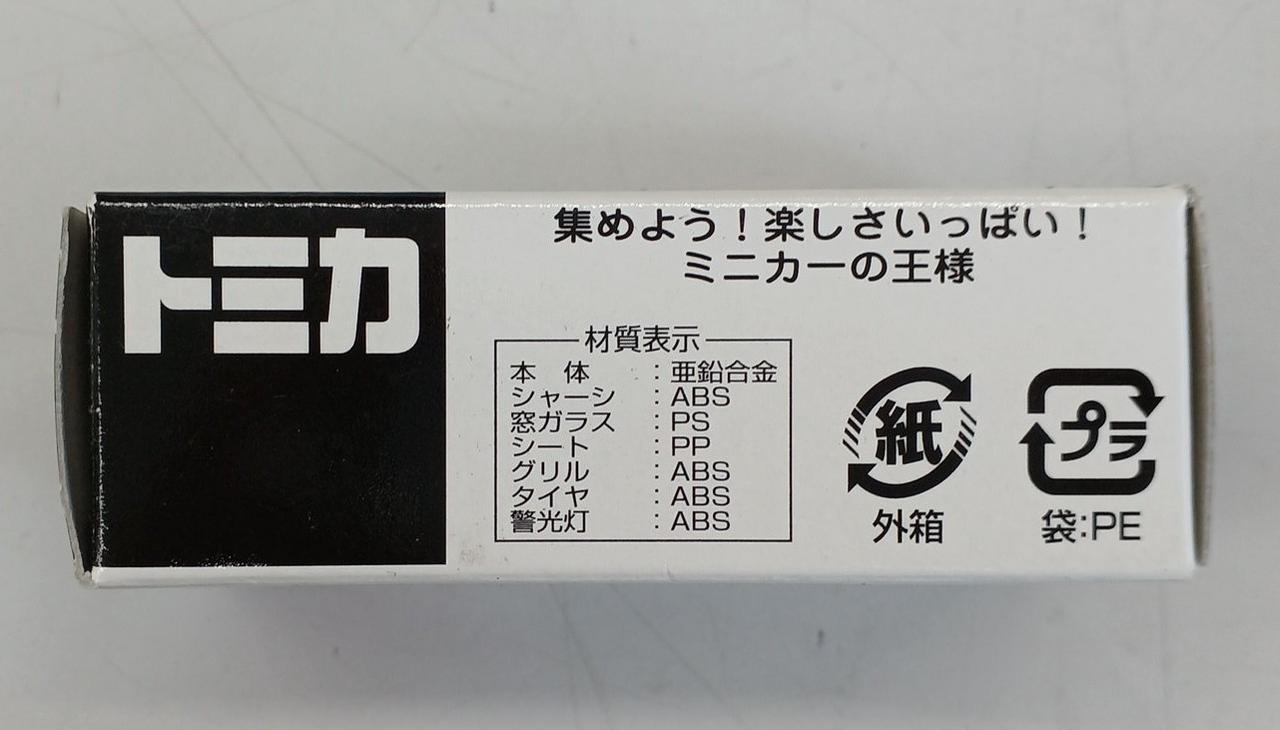 トミカ
集めよう！楽しさいっぱい！
ミニカーの王様
材質表示
本　体　：亜鉛合金
シャーシ　：ABS
窓ガラス　：PS
シート　：PP
グリル　：ABS
タイヤ　：ABS
警光灯　：ABS
紙
外箱
プラ
袋:PE